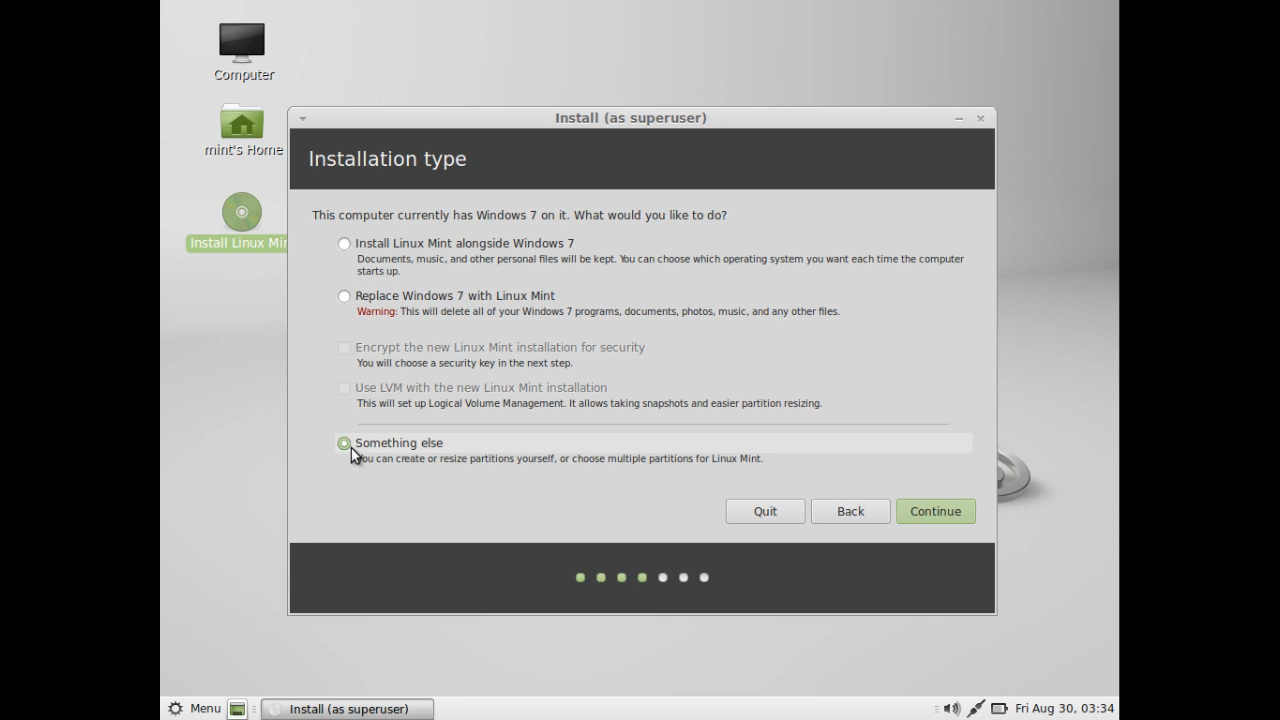 Computer
mint's Home
Install Linux Min
Install (as superuser)
Installation type
This computer currently has Windows 7 on it. What would you like to do?
Install Linux Mint alongside Windows 7
Documents, music, and other personal files will be kept. You can choose which operating system you want each time the computer
starts up.
Replace Windows 7 with Linux Mint
Warning: This will delete all of your Windows 7 programs, documents, photos, music, and any other files.
Encrypt the new Linux Mint installation for security
You will choose a security key in the next step.
Use LVM with the new Linux Mint installation
This will set up Logical Volume Management. It allows taking snapshots and easier partition resizing.
Something else
You can create or resize partitions yourself, or choose multiple partitions for Linux Mint.
Quit
Back
Continue
Menu
Install (as superuser)
Fri Aug 30, 03:34